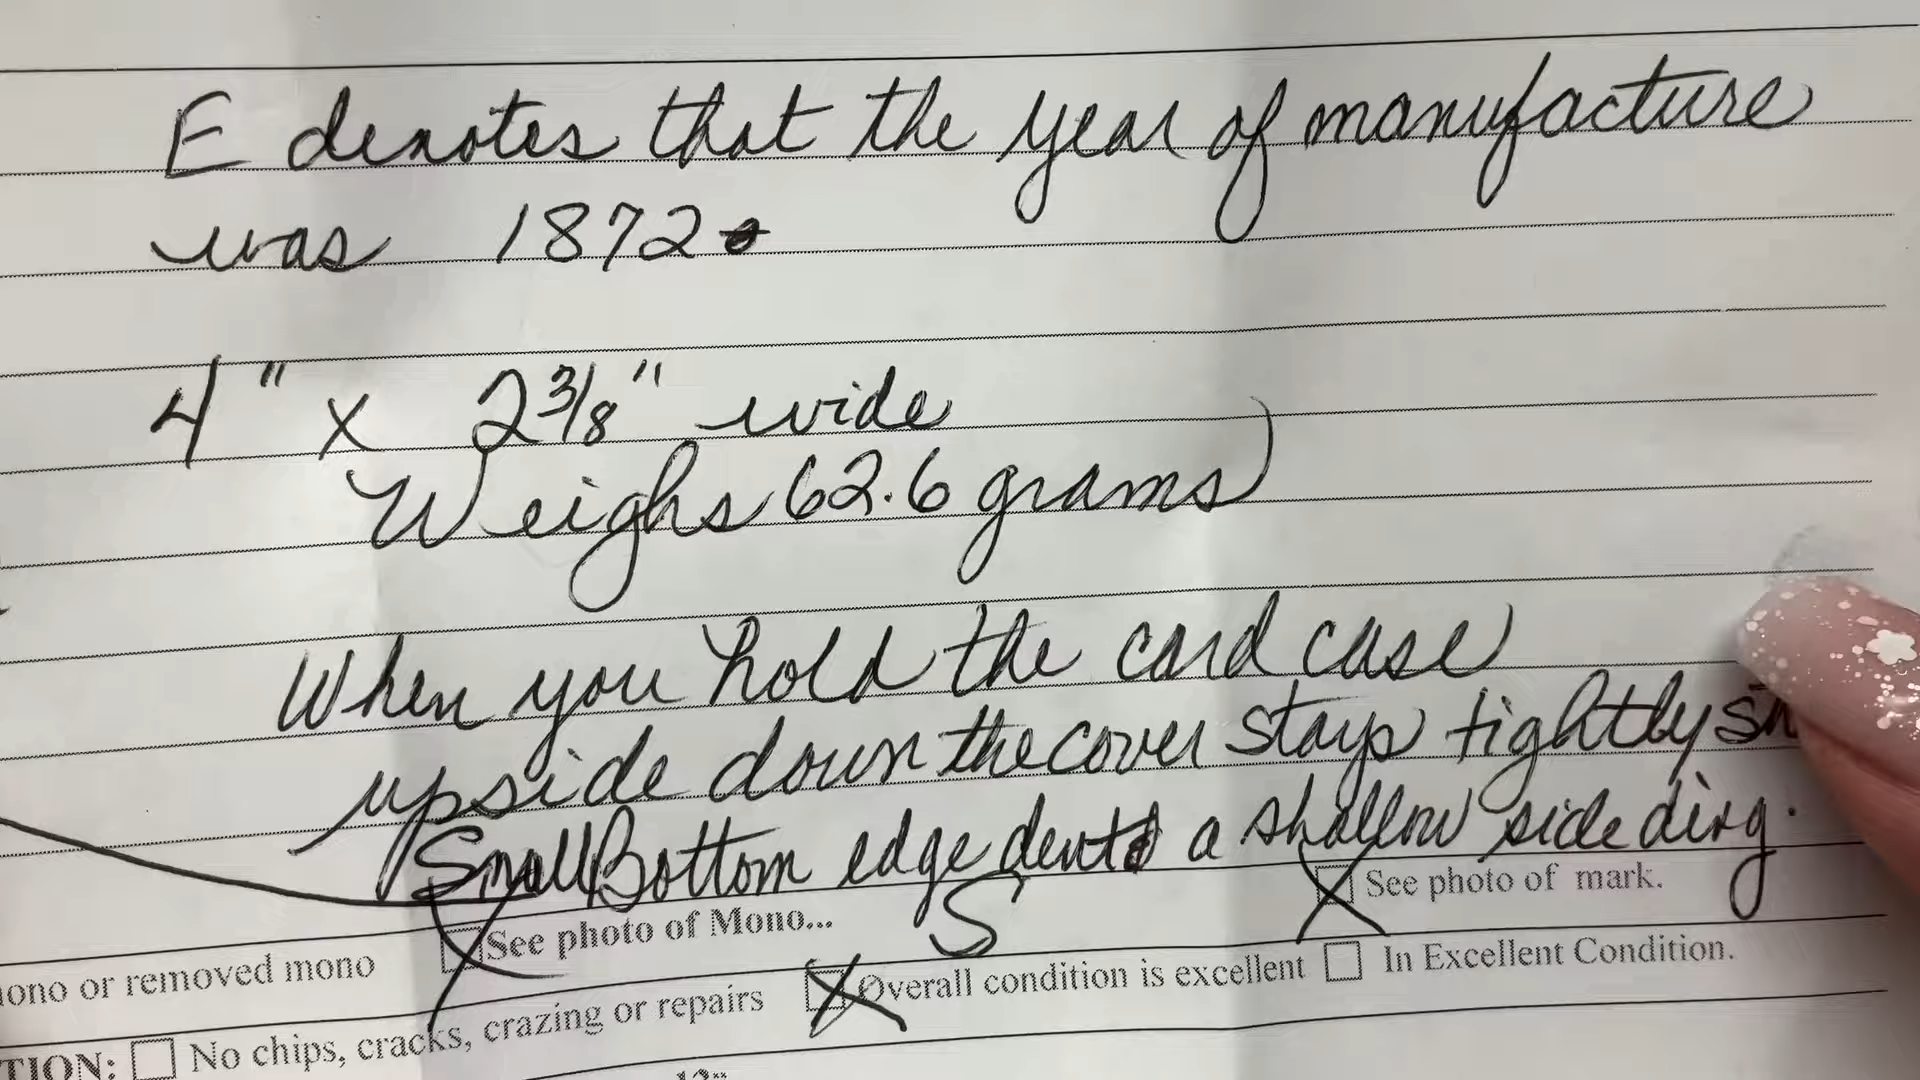 E denotes that the year of manufacture
was 1872.
4" x 2 3/8" wide
Weighs 62.6 grams
When you hold the card case
upside down the cover stays tightly
Small Bottom edge dent a shallow side ding.
See photo of mark.
See photo of Mono...
S
ono or removed mono
Overall condition is excellent
In Excellent Condition.
TION: No chips, cracks, crazing or repairs